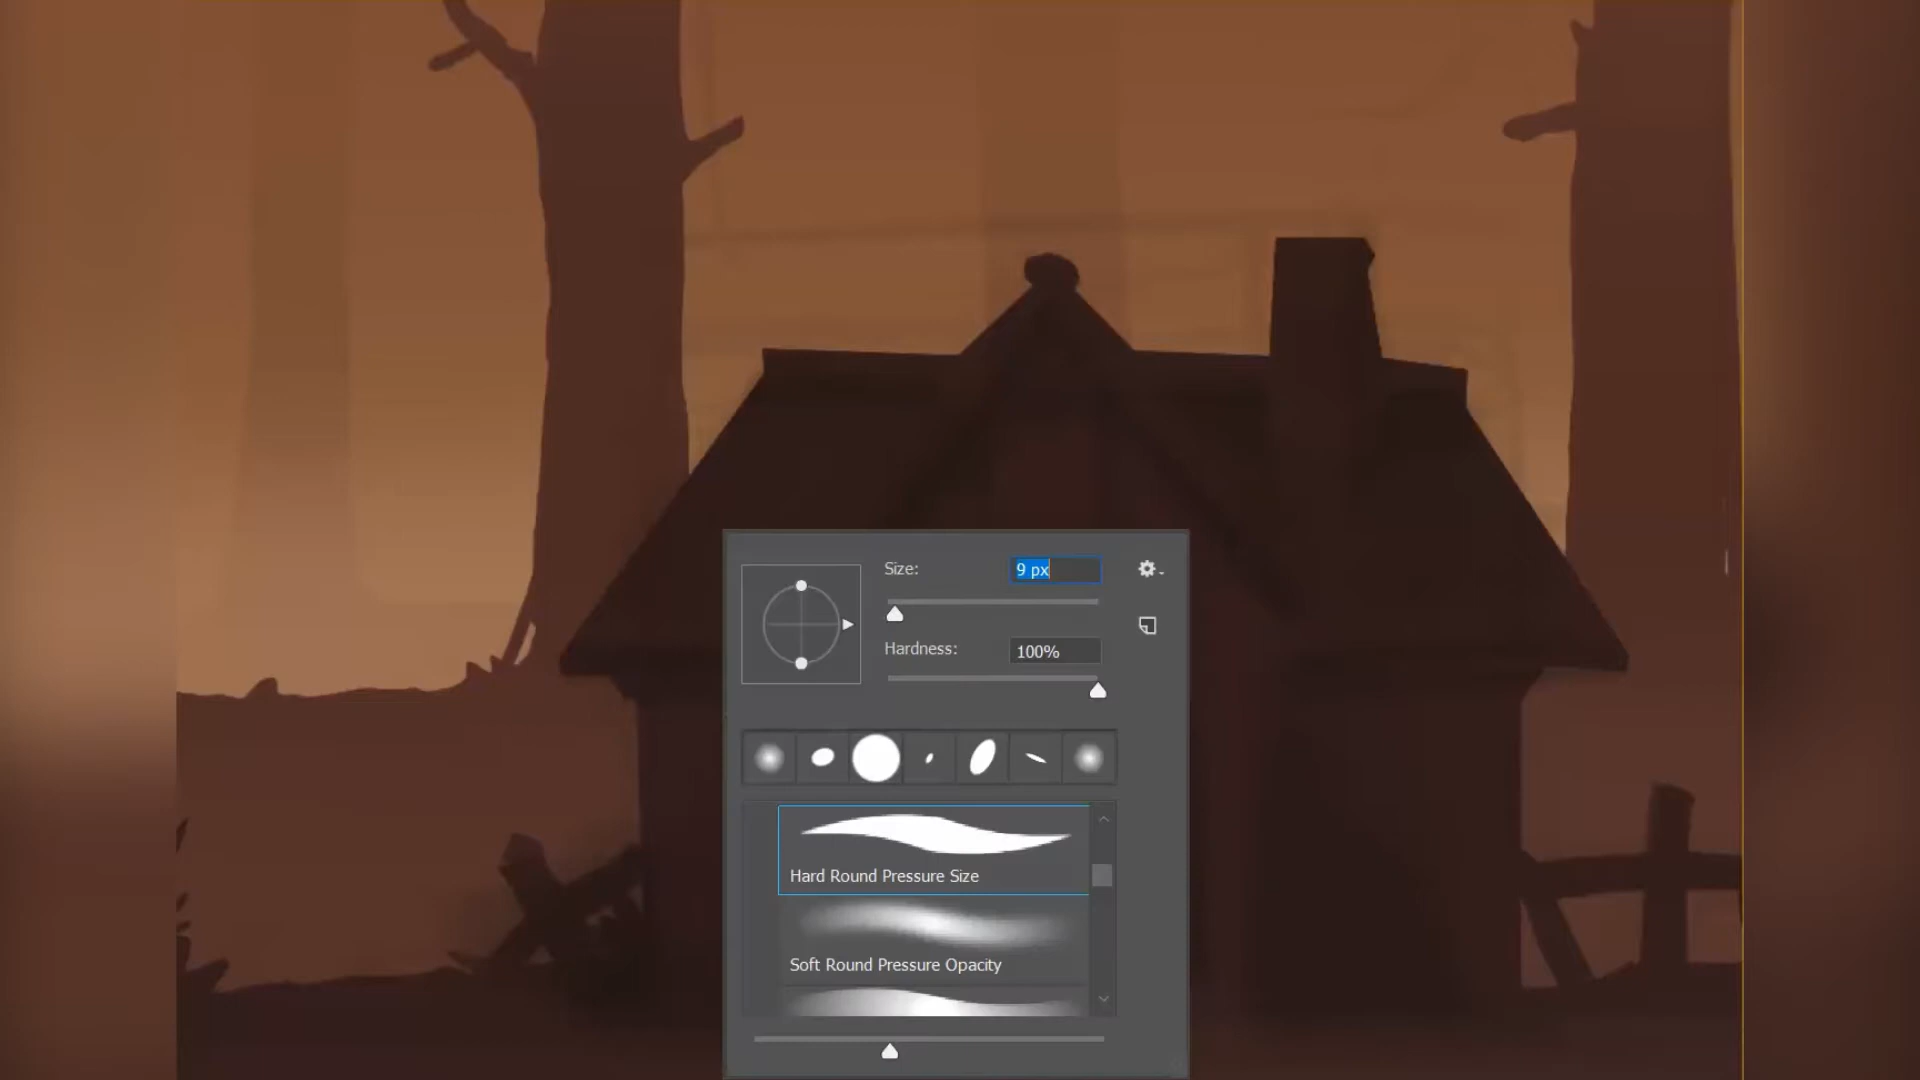 Size:
9 px
Hardness:
100%
Hard Round Pressure Size
Soft Round Pressure Opacity